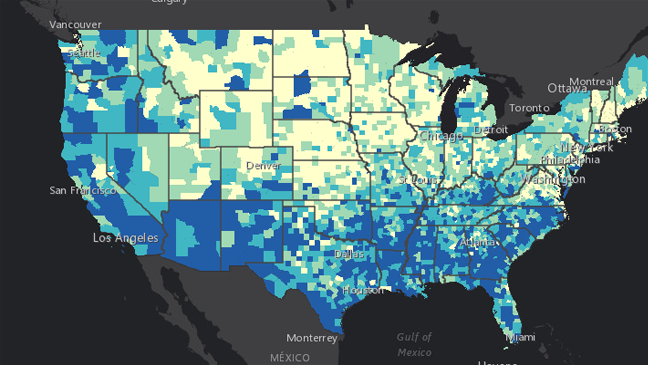 Calgary
Vancouver
Seattle
Montreal
Ottawa
Toronto
Boston
Detroit
Chicago
New York
Philadelphia
Denver
St Louis
Washington
San Francisco
Los Angeles
Atlanta
Dallas
Houston
Miami
Monterrey
Gulf of
Mexico
MÉXICO